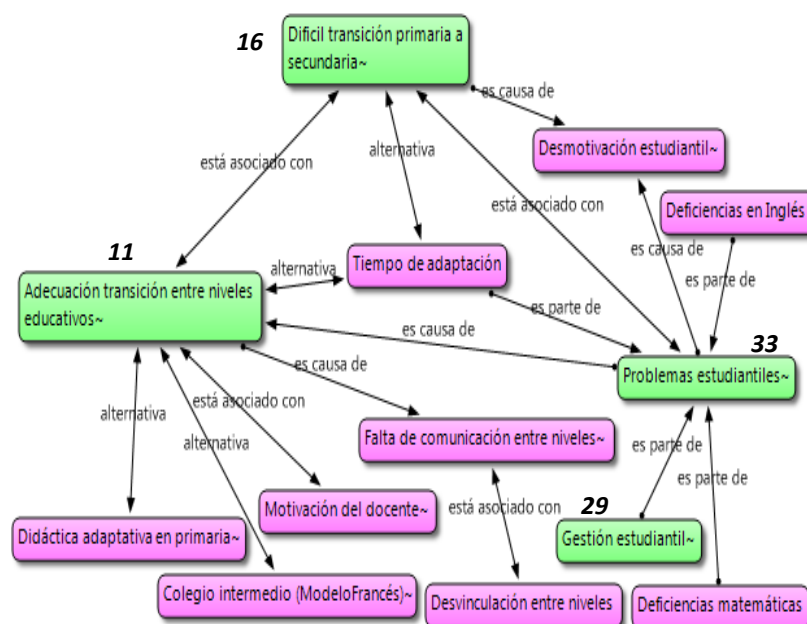 16
Dificil transición primaria a
secundaria~
es causa de
Desmotivación estudiantil~
está asociado con
alternativa
está asociado con
Deficiencias en Inglés
11
Adecuación transición entre niveles
educativos~
alternativa
Tiempo de adaptación
es causa de
es parte de
es parte de
es causa de
33
Problemas estudiantiles~
es causa de
alternativa
está asociado con
alternativa
Falta de comunicación entre niveles~
es parte de
es parte de
Motivación del docente~
está asociado con
29
Gestión estudiantil~
Didáctica adaptativa en primaria~
Colegio intermedio (ModeloFrancés)~
Desvinculación entre niveles
Deficiencias matemáticas